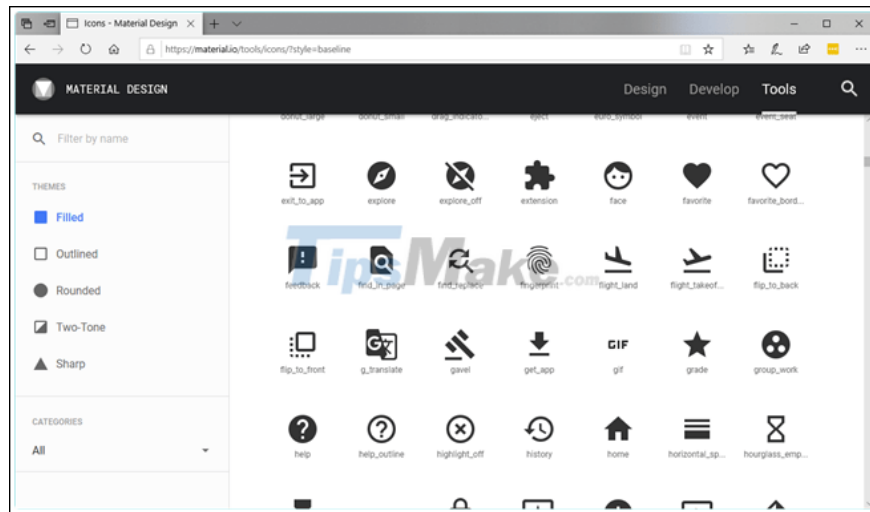 Icons - Material Design
https://material.io/tools/icons/?style=baseline
MATERIAL DESIGN
Design Develop Tools
Filter by name
THEMES
Filled
Outlined
Rounded
Two-Tone
Sharp
CATEGORIES
All
donut_large donut_small drag_indicato... eject euro_symbol event event_seat
exit_to_app explore explore_off extension face favorite favorite_bord...
feedback find_in_page find_replace fingerprint flight_land flight_takeof... flip_to_back
TipsMake.com
flip_to_front g_translate gavel get_app gif grade group_work
GIF
help help_outline highlight_off history home horizontal_sp... hourglass_emp...